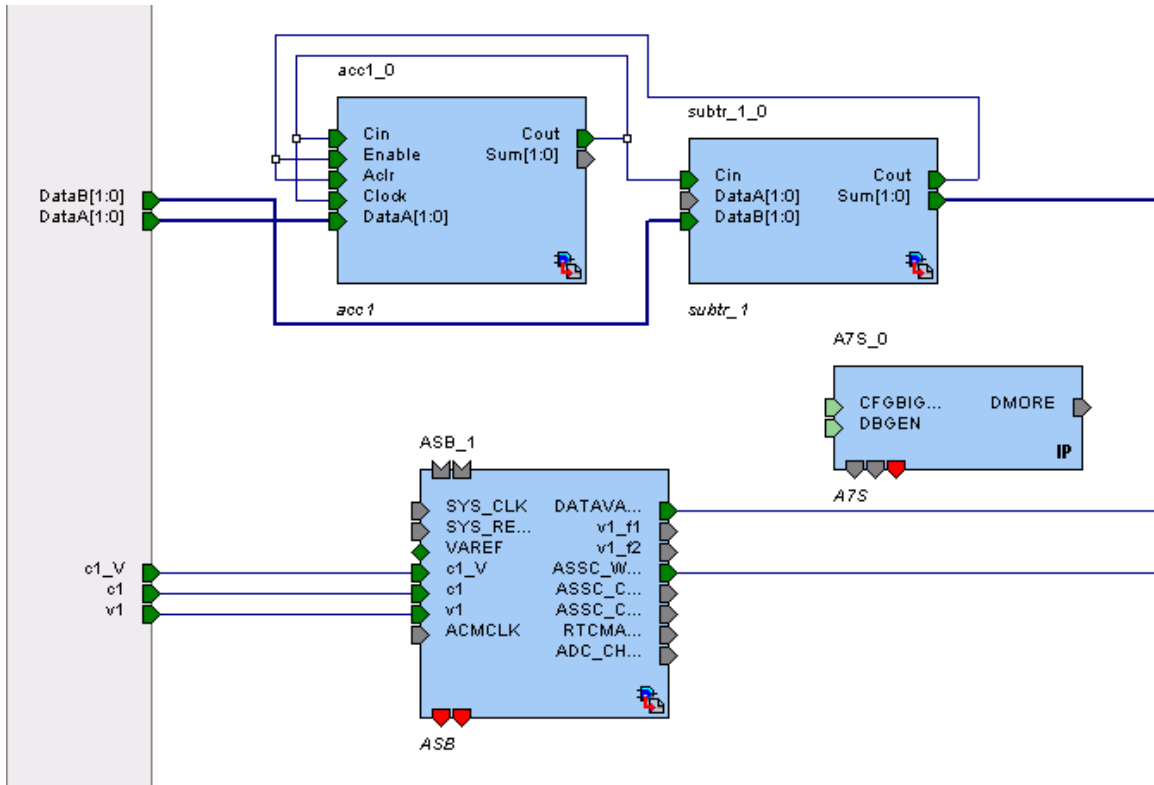 acc1_0
Cin
Enable
Aclr
Clock
DataA[1:0]
Cout
Sum[1:0]
acc1
subtr_1_0
Cin
DataA[1:0]
DataB[1:0]
Cout
Sum[1:0]
subtr_1
DataB[1:0]
DataA[1:0]
A7S_0
CFGBIG...
DBGEN
DMORE
IP
A7S
ASB_1
SYS_CLK
SYS_RE...
VAREF
c1_V
c1
v1
ACMCLK
DATAVA...
v1_f1
v1_f2
ASSC_W...
ASSC_C...
ASSC_C...
RTCMA...
ADC_CH...
ASB
c1_V
c1
v1